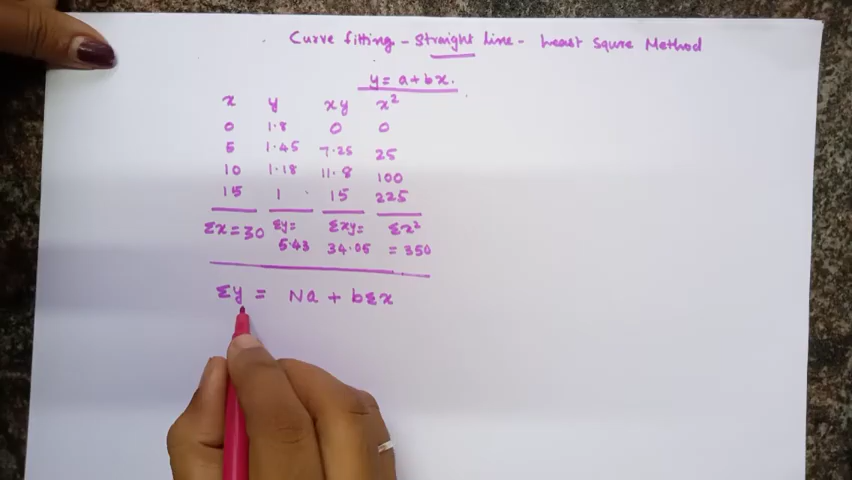 Curve fitting - Straight line - Least Squre Method
y = a + bx.
x y xy x²
0 1.8 0 0
5 1.45 7.25 25
10 1.18 11.8 100
15 1 15 225
Σx = 30 Σy = 5.43 Σxy = 34.05 Σx² = 350
Σy = Na + bΣx